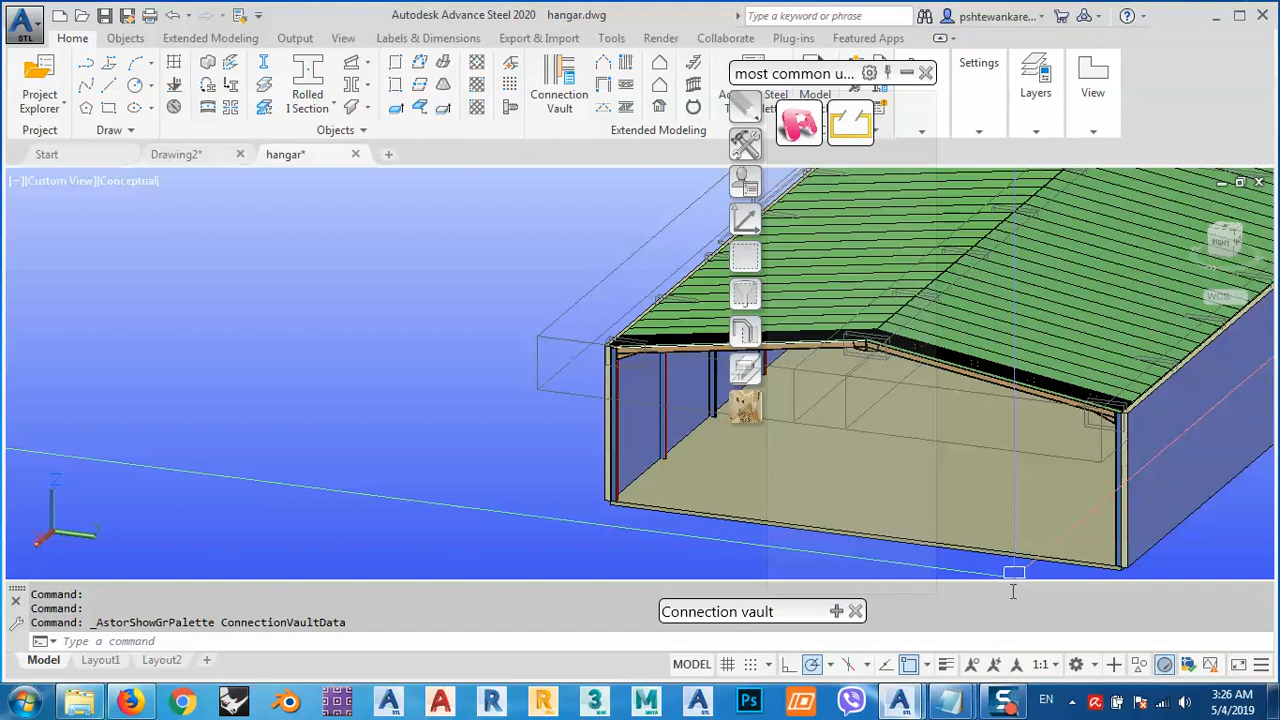 STL
Autodesk Advance Steel 2020 hangar.dwg
Type a keyword or phrase
pshtewankare...
Home
Objects
Extended Modeling
Output
View
Labels & Dimensions
Export & Import
Tools
Render
Collaborate
Plug-ins
Featured Apps
Project
Explorer
Project
Draw
Rolled
I Section
Objects
Connection
Vault
Extended Modeling
Steel
Model
Settings
Layers
View
most common u...
Start
Drawing2*
hangar*
[−][Custom View][Conceptual]
RIGHT
WCS
Z
Connection vault
Command:
Command:
Command: _AstorShowGrPalette ConnectionVaultData
Type a command
Model
Layout1
Layout2
MODEL
1:1
EN
3:26 AM
5/4/2019